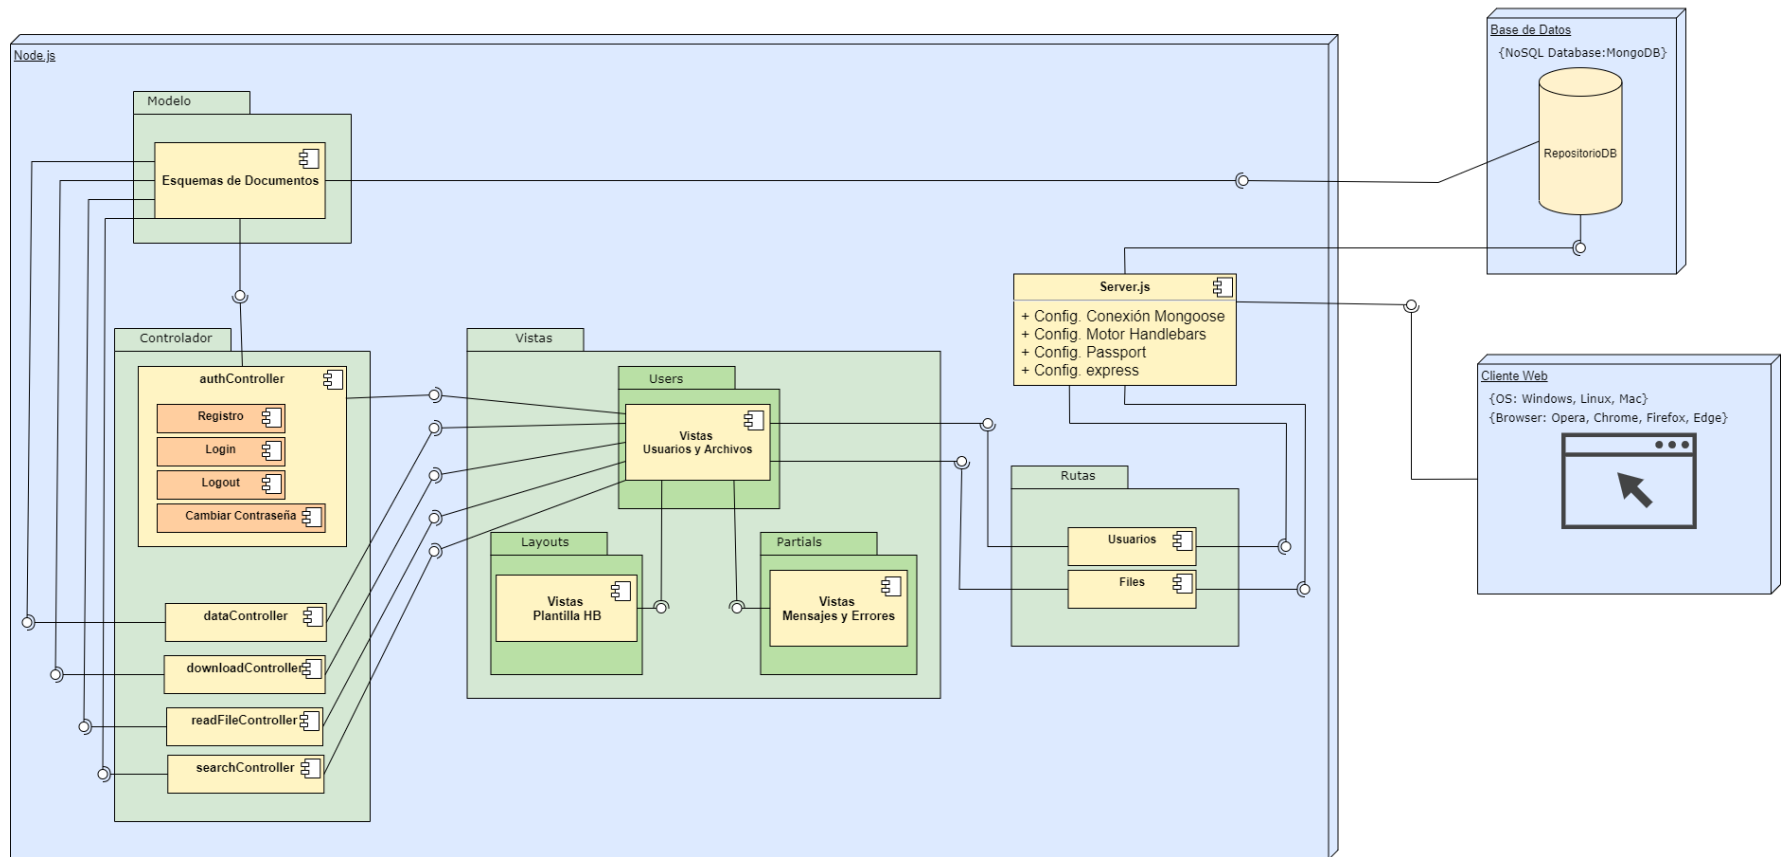 Node.js
Modelo
Esquemas de Documentos
Controlador
authController
Registro
Login
Logout
Cambiar Contraseña
dataController
downloadController
readFileController
searchController
Vistas
Users
Vistas
Usuarios y Archivos
Layouts
Vistas
Plantilla HB
Partials
Vistas
Mensajes y Errores
Server.js
+ Config. Conexión Mongoose
+ Config. Motor Handlebars
+ Config. Passport
+ Config. express
Rutas
Usuarios
Files
Base de Datos
{NoSQL Database:MongoDB}
RepositorioDB
Cliente Web
{OS: Windows, Linux, Mac}
{Browser: Opera, Chrome, Firefox, Edge}